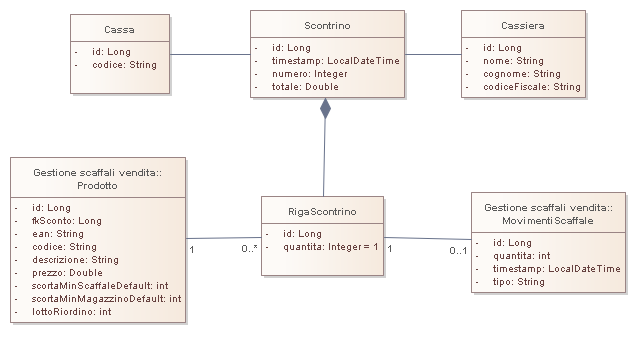 Cassa
- id: Long
- codice: String
Scontrino
- id: Long
- timestamp: LocalDateTime
- numero: Integer
- totale: Double
Cassiera
- id: Long
- nome: String
- cognome: String
- codiceFiscale: String
Gestione scaffali vendita::
Prodotto
- id: Long
- fkSconto: Long
- ean: String
- codice: String
- descrizione: String
- prezzo: Double
- scortaMinScaffaleDefault: int
- scortaMinMagazzinoDefault: int
- lottoRiordino: int
1
0..*
RigaScontrino
- id: Long
- quantita: Integer = 1
1
0..1
Gestione scaffali vendita::
MovimentiScaffale
- id: Long
- quantita: int
- timestamp: LocalDateTime
- tipo: String